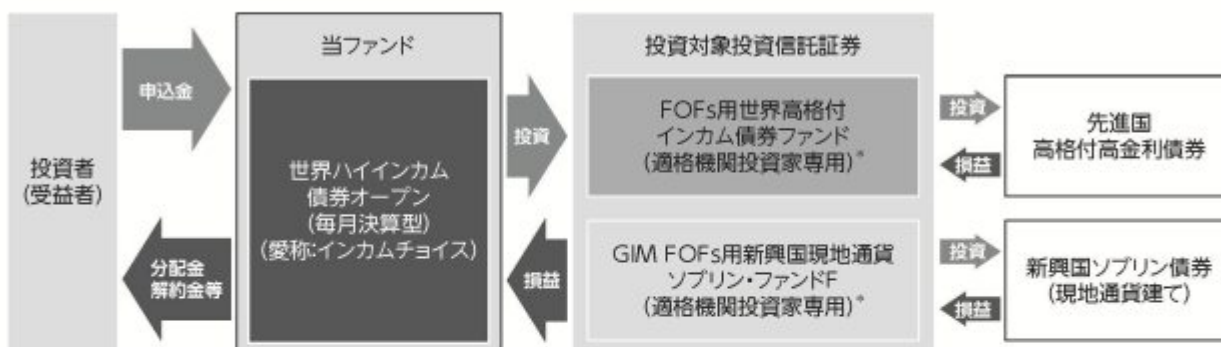 投資者
(受益者)
申込金
分配金
解約金等
当ファンド
世界ハイインカム
債券オープン
(毎月決算型)
(愛称:インカムチョイス)
投資
損益
投資対象投資信託証券
FOFs用世界高格付
インカム債券ファンド
(適格機関投資家専用)*
GIM FOFs用新興国現地通貨
ソブリン・ファンドF
(適格機関投資家専用)*
投資
損益
先進国
高格付高金利債券
投資
損益
新興国ソブリン債券
(現地通貨建て)